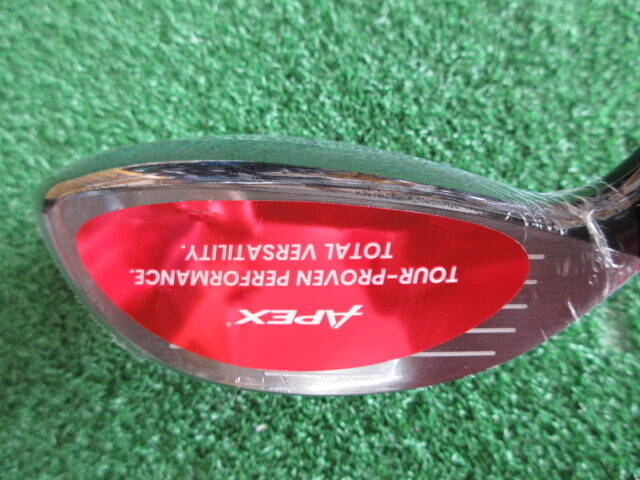 APEX
TOUR-PROVEN PERFORMANCE.
TOTAL VERSATILITY.